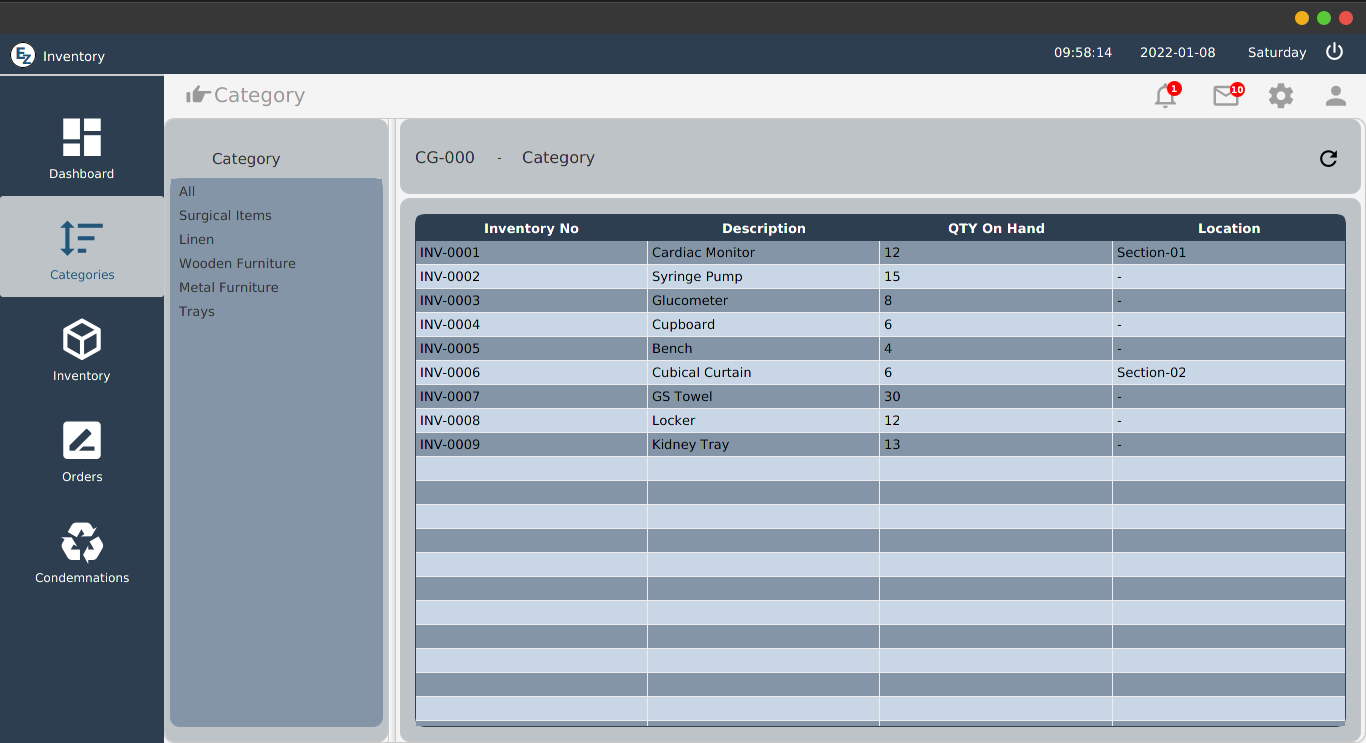 EZ Inventory 09:58:14 2022-01-08 Saturday
Category 1 10
Dashboard
Categories
Inventory
Orders
Condemnations
Category
All
Surgical Items
Linen
Wooden Furniture
Metal Furniture
Trays
CG-000 - Category
Inventory No Description QTY On Hand Location
INV-0001 Cardiac Monitor 12 Section-01
INV-0002 Syringe Pump 15 -
INV-0003 Glucometer 8 -
INV-0004 Cupboard 6 -
INV-0005 Bench 4 -
INV-0006 Cubical Curtain 6 Section-02
INV-0007 GS Towel 30 -
INV-0008 Locker 12 -
INV-0009 Kidney Tray 13 -